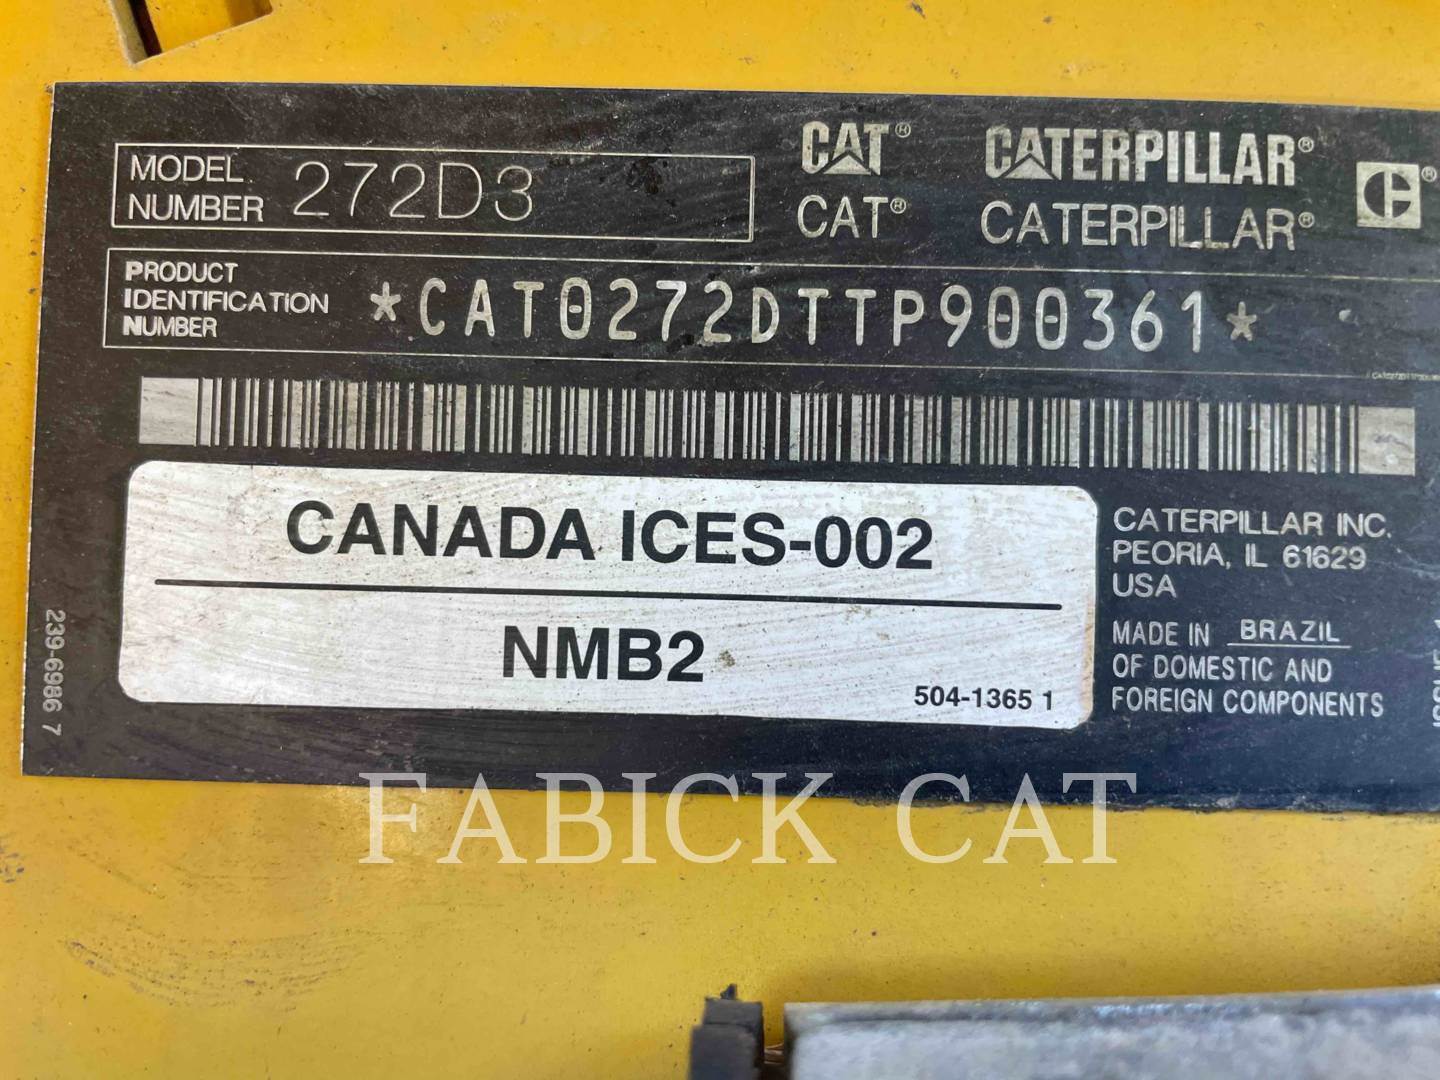 MODEL NUMBER 272D3
CAT® CATERPILLAR® C®
CAT® CATERPILLAR®
PRODUCT IDENTIFICATION NUMBER *CAT0272DTTP900361*
CANADA ICES-002
NMB2
504-1365 1
CATERPILLAR INC.
PEORIA, IL 61629
USA
MADE IN BRAZIL
OF DOMESTIC AND
FOREIGN COMPONENTS
239-6986 7
FABICK CAT